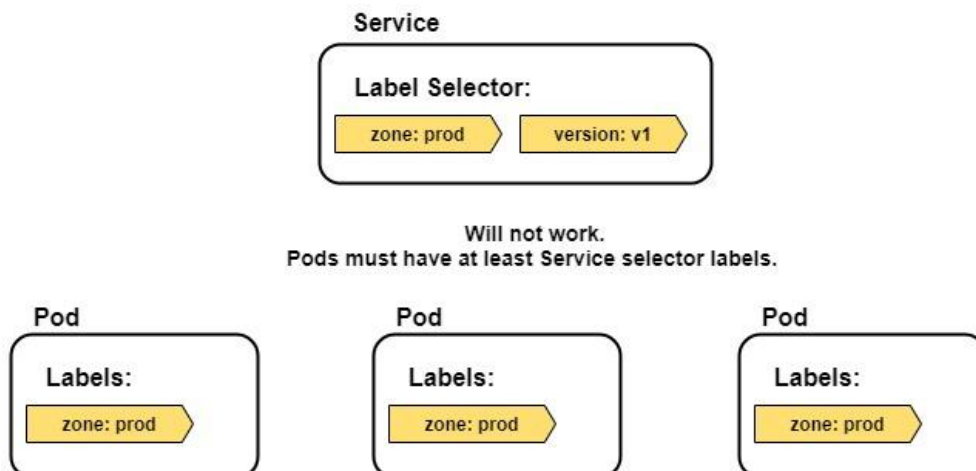 Service
Label Selector:
zone: prod
version: v1
Will not work.
Pods must have at least Service selector labels.
Pod
Pod
Pod
Labels:
Labels:
Labels:
zone: prod
zone: prod
zone: prod